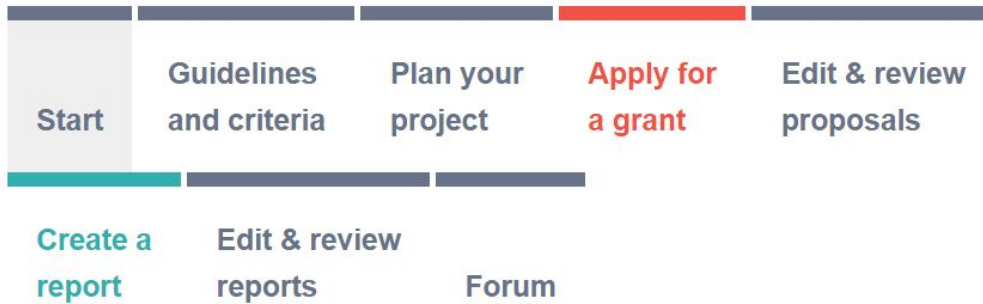 Start
Guidelines
and criteria
Plan your
project
Apply for
a grant
Edit & review
proposals
Create a
report
Edit & review
reports
Forum